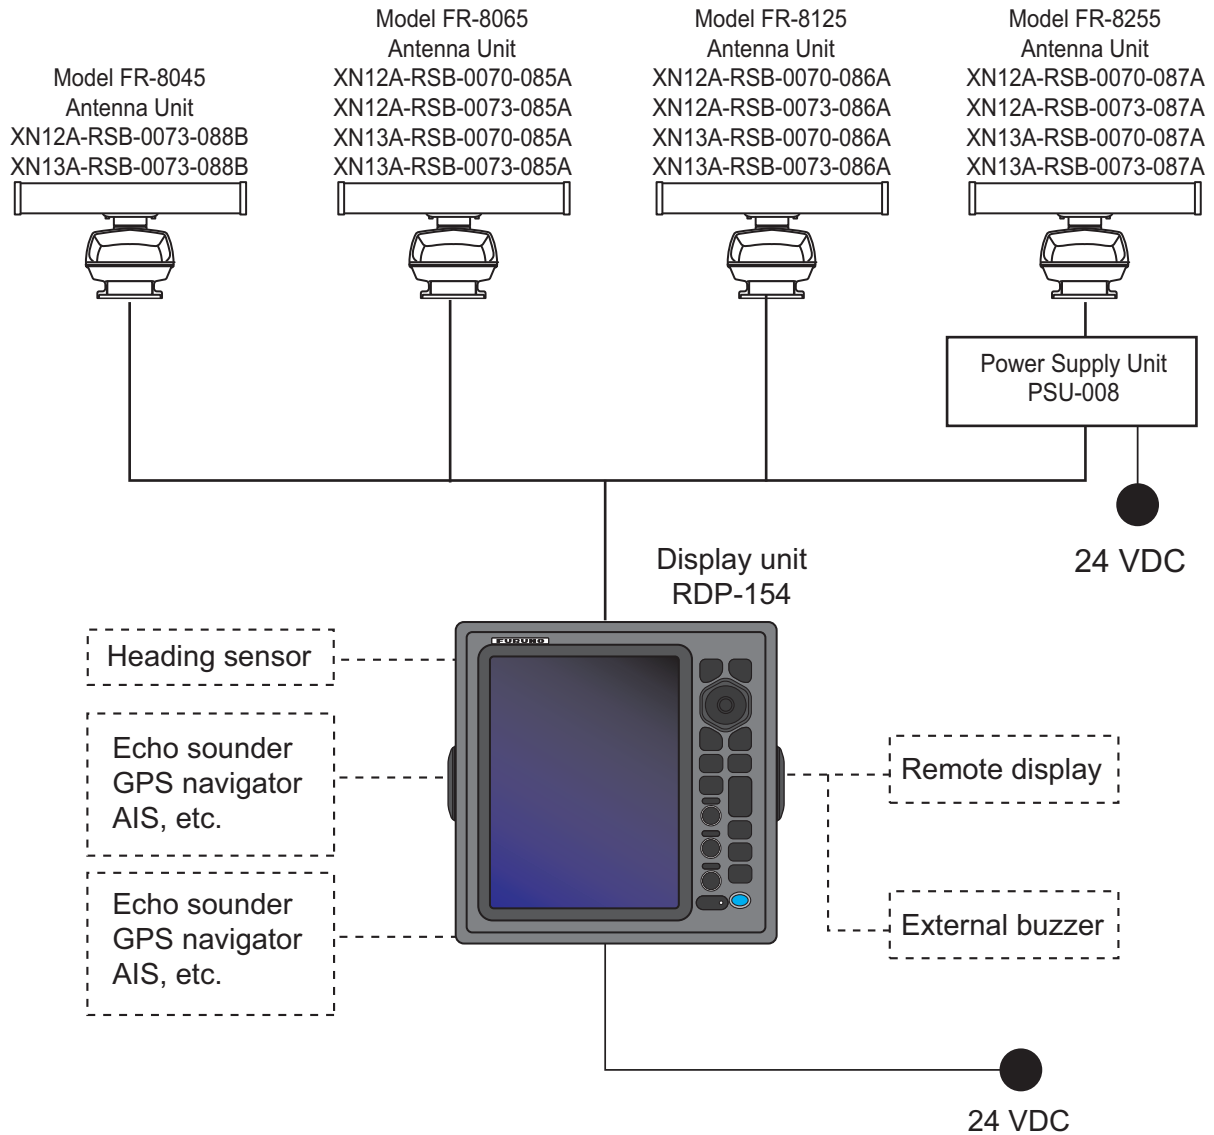 Model FR-8045
Antenna Unit
XN12A-RSB-0073-088B
XN13A-RSB-0073-088B
Model FR-8065
Antenna Unit
XN12A-RSB-0070-085A
XN12A-RSB-0073-085A
XN13A-RSB-0070-085A
XN13A-RSB-0073-085A
Model FR-8125
Antenna Unit
XN12A-RSB-0070-086A
XN12A-RSB-0073-086A
XN13A-RSB-0070-086A
XN13A-RSB-0073-086A
Model FR-8255
Antenna Unit
XN12A-RSB-0070-087A
XN12A-RSB-0073-087A
XN13A-RSB-0070-087A
XN13A-RSB-0073-087A
Power Supply Unit
PSU-008
24 VDC
Display unit
RDP-154
FURUNO
Heading sensor
Echo sounder
GPS navigator
AIS, etc.
Echo sounder
GPS navigator
AIS, etc.
Remote display
External buzzer
24 VDC